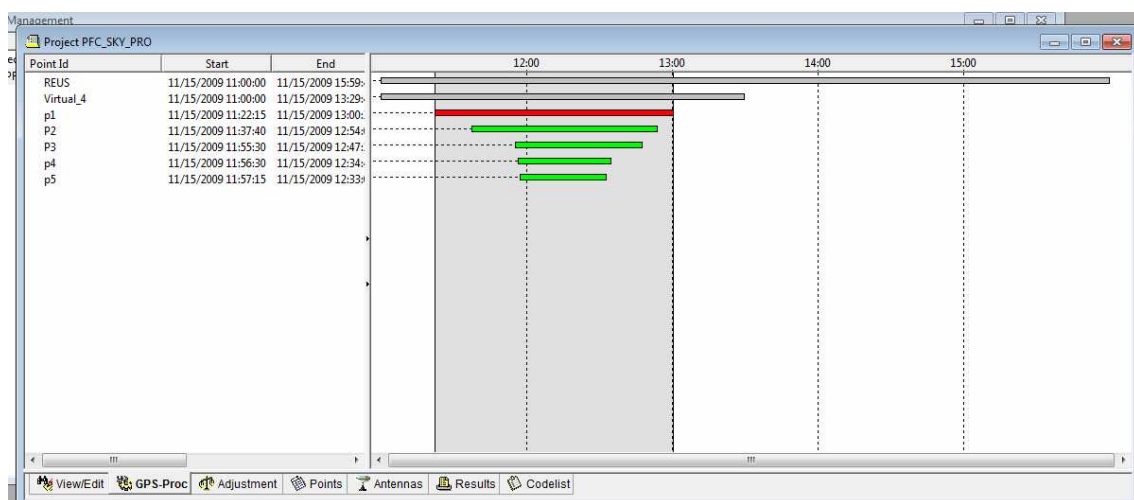 Management
Project PFC_SKY_PRO
Point Id Start End 12:00 13:00 14:00 15:00
REUS 11/15/2009 11:00:00 11/15/2009 15:59:
Virtual_4 11/15/2009 11:00:00 11/15/2009 13:29:
p1 11/15/2009 11:22:15 11/15/2009 13:00:
P2 11/15/2009 11:37:40 11/15/2009 12:54:
P3 11/15/2009 11:55:30 11/15/2009 12:47:
p4 11/15/2009 11:56:30 11/15/2009 12:34:
p5 11/15/2009 11:57:15 11/15/2009 12:33:
View/Edit GPS-Proc Adjustment Points Antennas Results Codelist